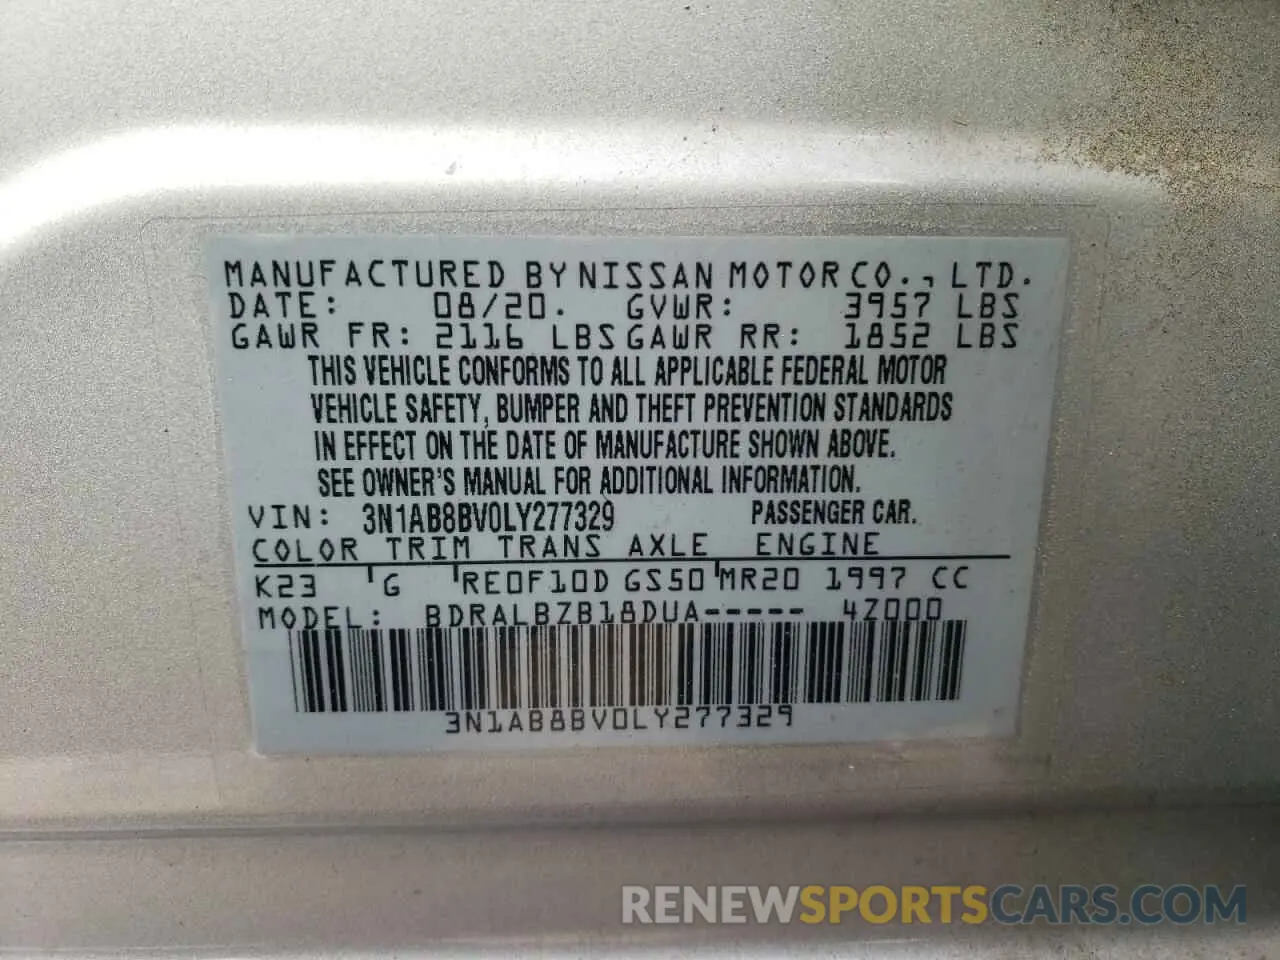 MANUFACTURED BY NISSAN MOTOR CO., LTD.
DATE: 08/20. GVWR: 3957 LBS
GAWR FR: 2116 LBS GAWR RR: 1852 LBS
THIS VEHICLE CONFORMS TO ALL APPLICABLE FEDERAL MOTOR
VEHICLE SAFETY, BUMPER AND THEFT PREVENTION STANDARDS
IN EFFECT ON THE DATE OF MANUFACTURE SHOWN ABOVE.
SEE OWNER'S MANUAL FOR ADDITIONAL INFORMATION.
VIN: 3N1AB8BV0LY277329 PASSENGER CAR.
COLOR TRIM TRANS AXLE ENGINE
K23 G RE0F10D GS50 MR20 1997 CC
MODEL: BDRALBZB18DUA----- 4Z000
3N1AB8BV0LY277329
RENEWSPORTSCARS.COM